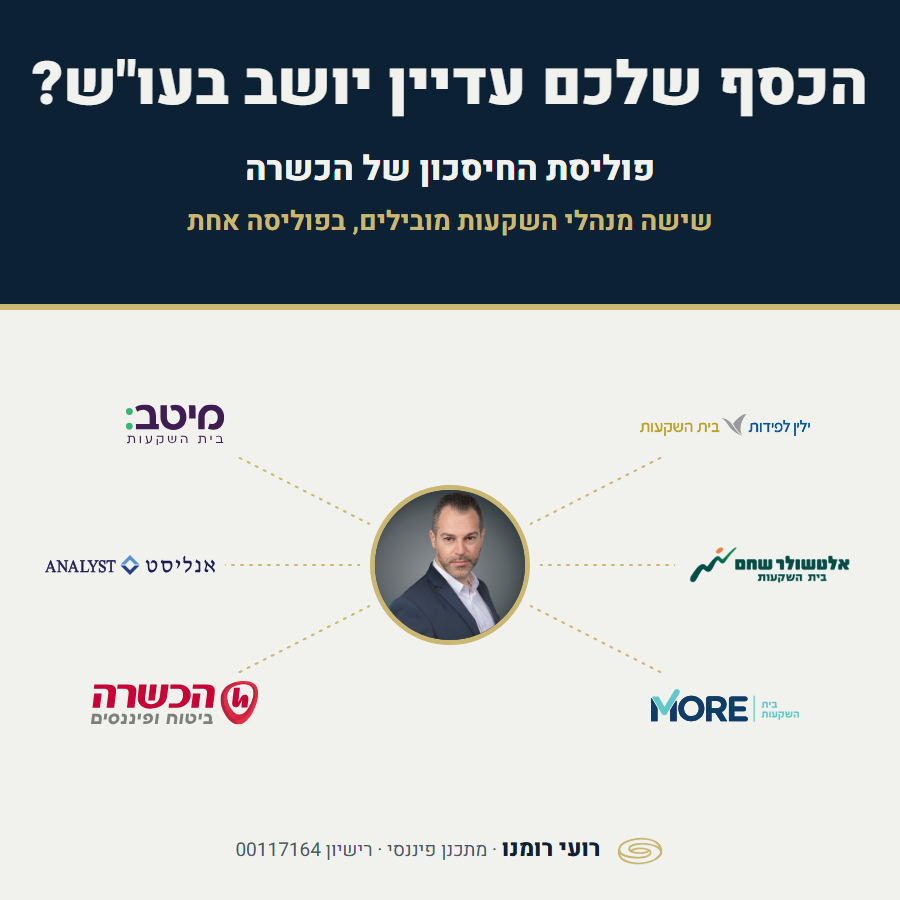 הכסף שלכם עדיין יושב בעו"ש?
פוליסת החיסכון של הכשרה
שישה מנהלי השקעות מובילים, בפוליסה אחת
ילין לפידות בית השקעות
מיטב:
בית השקעות
אלטשולר שחם
בית השקעות
אנליסט ANALYST
MORE בית
השקעות
הכשרה
ביטוח ופיננסים
רועי רומנו · מתכנן פיננסי · רישיון 00117164